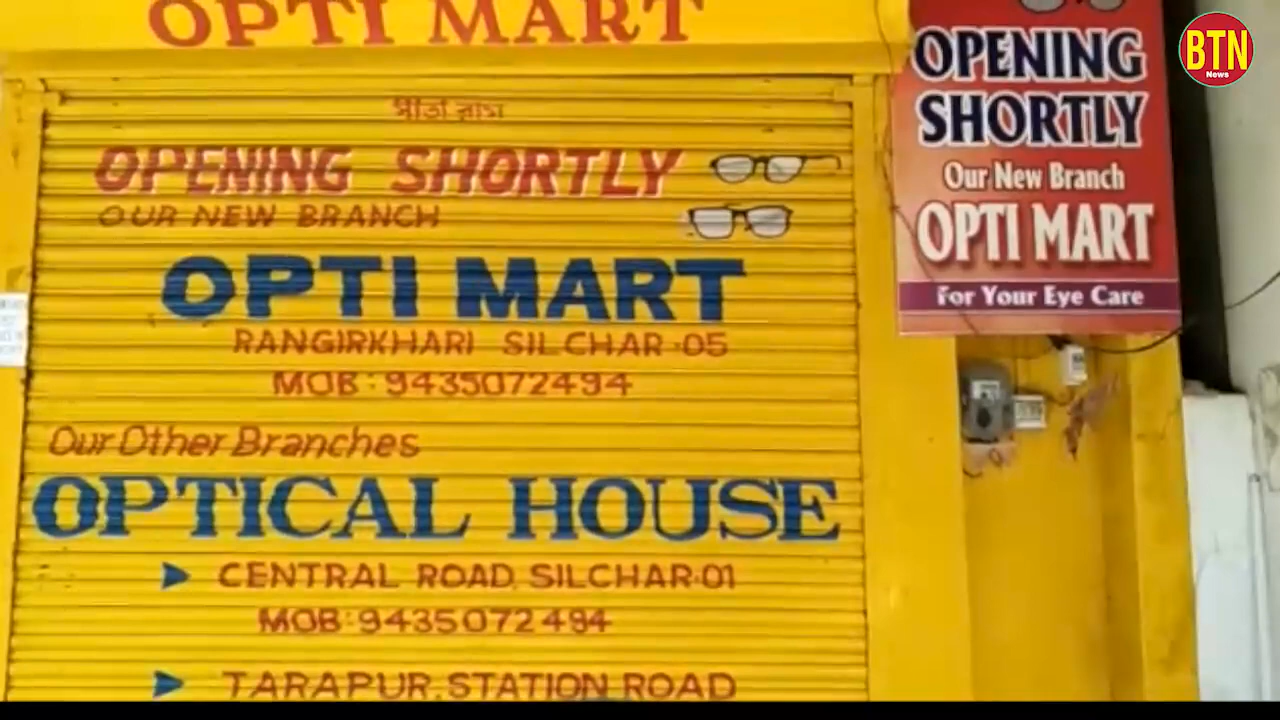 OPTI MART
OPENING SHORTLY
OUR NEW BRANCH
OPTI MART
RANGIRKHARI SILCHAR-05
MOB: 9435072494
Our Other Branches
OPTICAL HOUSE
CENTRAL ROAD, SILCHAR-01
MOB:9435072494
TARAPUR, STATION ROAD
OPENING
SHORTLY
Our New Branch
OPTI MART
For Your Eye Care
BTN
News